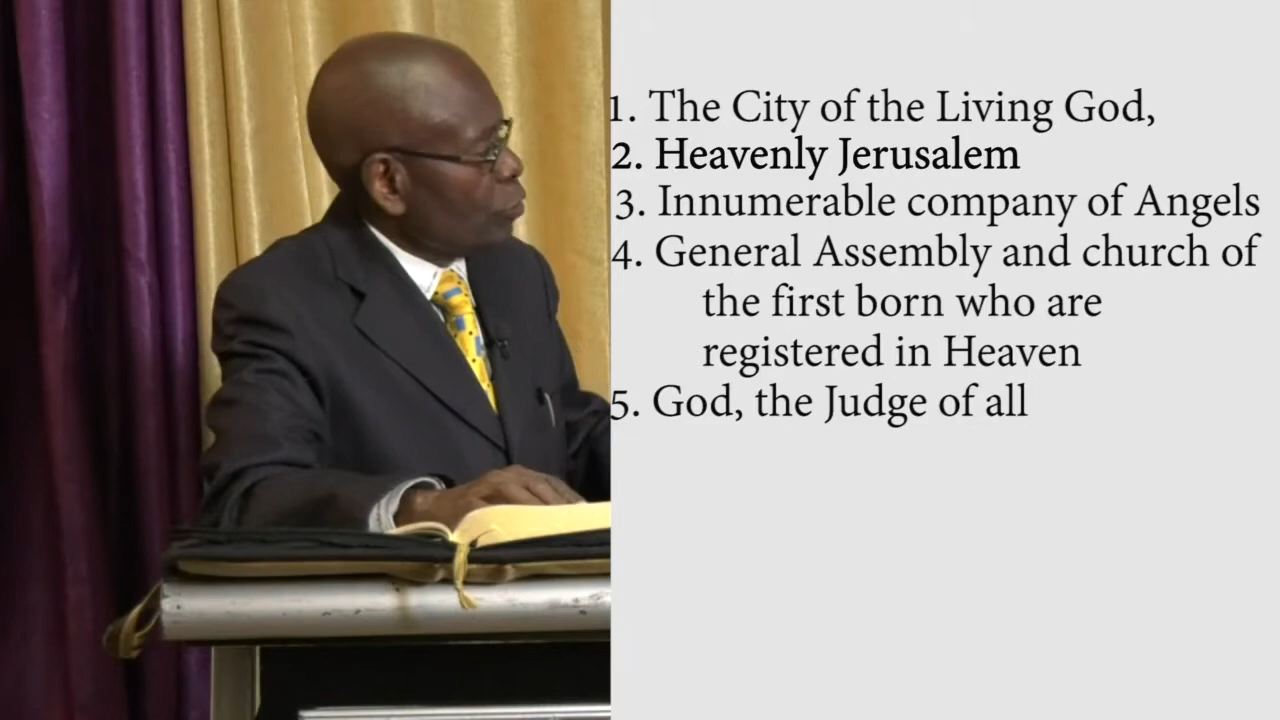 1. The City of the Living God,
2. Heavenly Jerusalem
3. Innumerable company of Angels
4. General Assembly and church of
the first born who are
registered in Heaven
5. God, the Judge of all